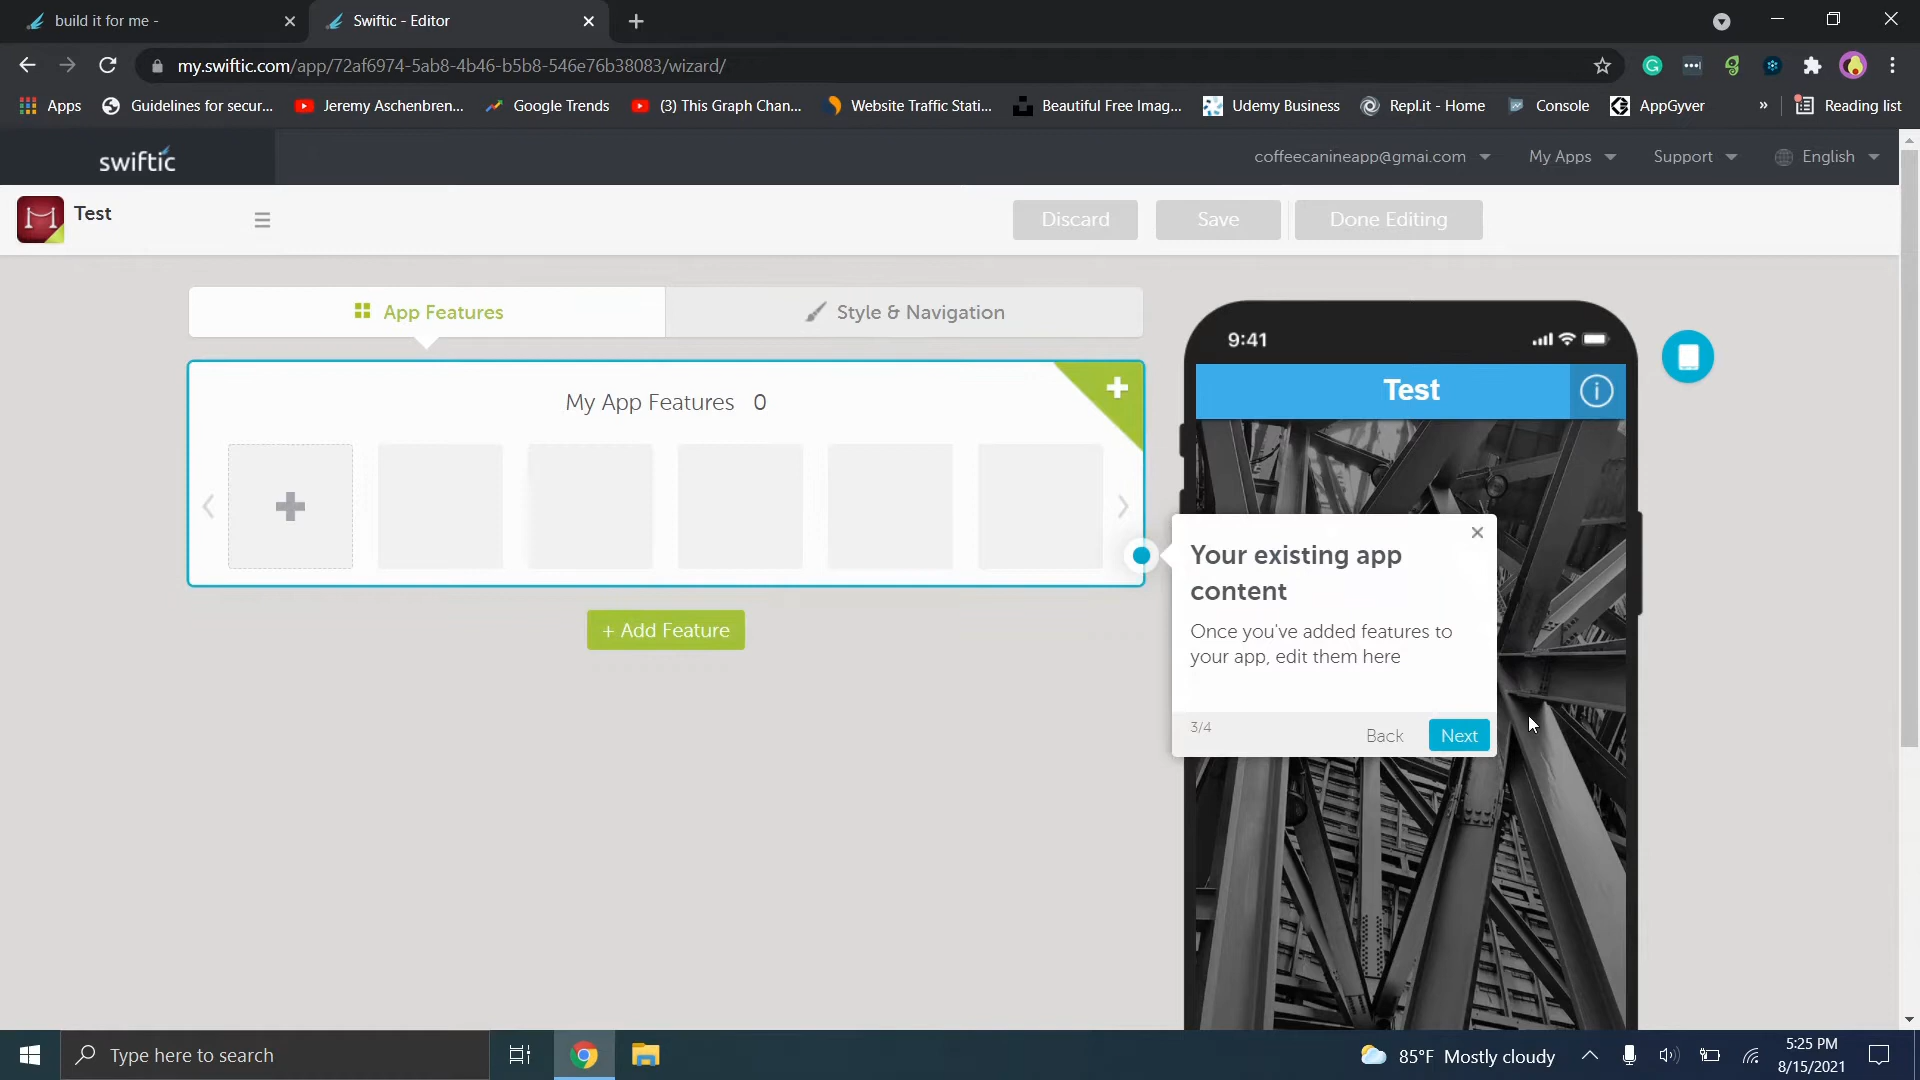 build it for me -
Swiftic - Editor
my.swiftic.com/app/72af6974-5ab8-4b46-b5b8-546e76b38083/wizard/
Apps
Guidelines for secur...
Jeremy Aschenbren...
Google Trends
(3) This Graph Chan...
Website Traffic Stati...
Beautiful Free Imag...
Udemy Business
Repl.it - Home
Console
AppGyver
»
Reading list
swiftic
coffeecanineapp@gmai.com
My Apps
Support
English
Test
Discard
Save
Done Editing
App Features
Style & Navigation
9:41
Test
My App Features 0
Your existing app
content
Once you've added features to
your app, edit them here
3/4
Back
Next
+ Add Feature
Type here to search
85°F Mostly cloudy
5:25 PM
8/15/2021